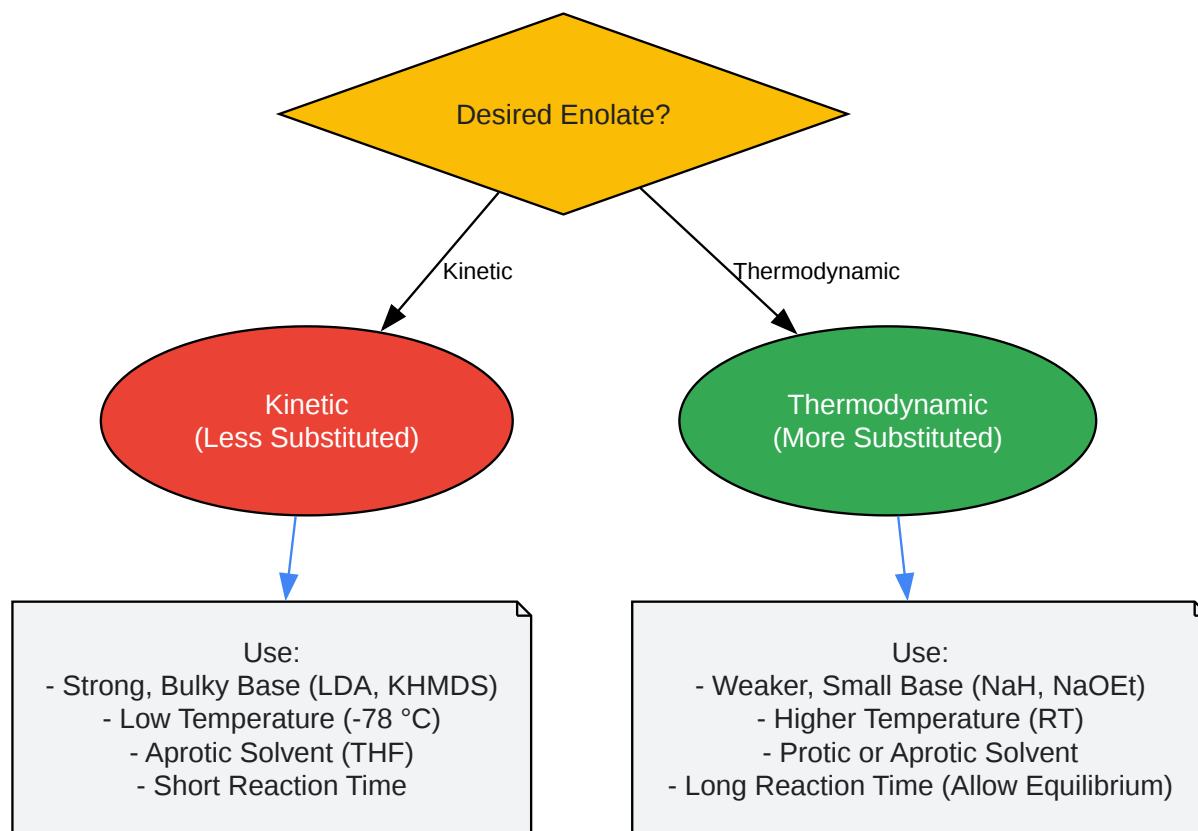 Desired Enolate?
Kinetic
Thermodynamic
Kinetic
(Less Substituted)
Thermodynamic
(More Substituted)
Use:
- Strong, Bulky Base (LDA, KHMDS)
- Low Temperature (-78 °C)
- Aprotic Solvent (THF)
- Short Reaction Time
Use:
- Weaker, Small Base (NaH, NaOEt)
- Higher Temperature (RT)
- Protic or Aprotic Solvent
- Long Reaction Time (Allow Equilibrium)